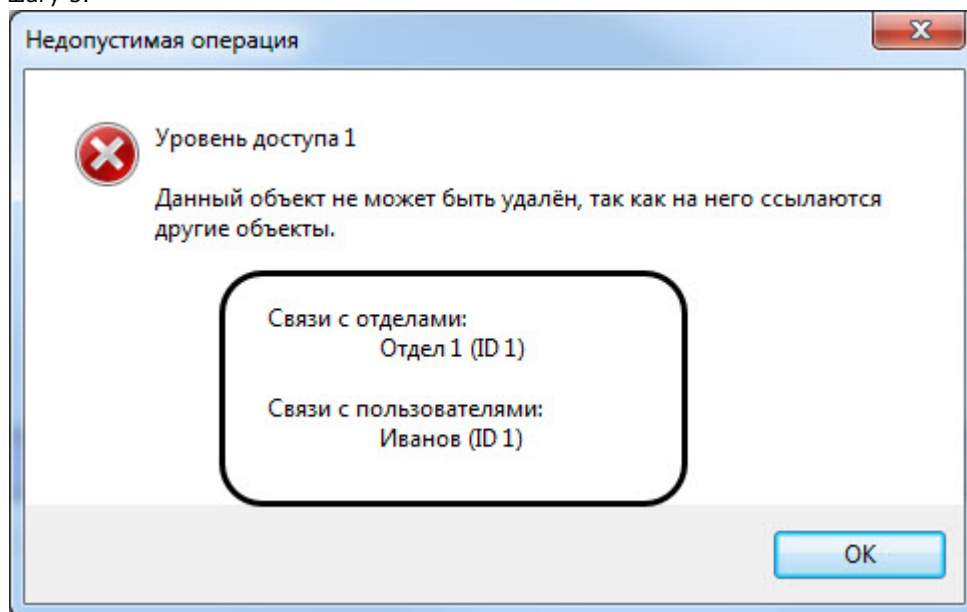 Недопустимая операция
Уровень доступа 1
Данный объект не может быть удалён, так как на него ссылаются
другие объекты.
Связи с отделами:
Отдел 1 (ID 1)
Связи с пользователями:
Иванов (ID 1)
OK